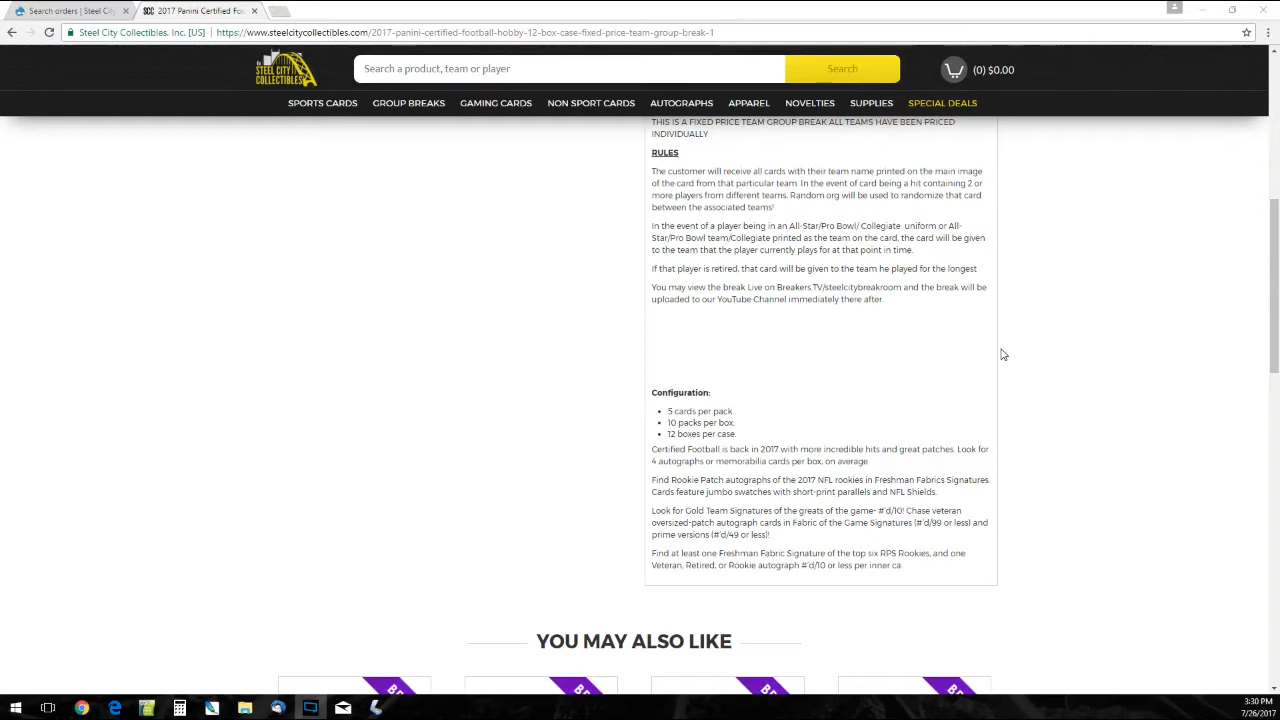 Search orders | Steel Cit
2017 Panini Certified Fo
Steel City Collectibles, Inc. [US]
https://www.steelcitycollectibles.com/2017-panini-certified-football-hobby-12-box-case-fixed-price-team-group-break-1
STEEL CITY
COLLECTIBLES
Search a product, team or player
Search
(0) $0.00
SPORTS CARDS
GROUP BREAKS
GAMING CARDS
NON SPORT CARDS
AUTOGRAPHS
APPAREL
NOVELTIES
SUPPLIES
SPECIAL DEALS
THIS IS A FIXED PRICE TEAM GROUP BREAK ALL TEAMS HAVE BEEN PRICED
INDIVIDUALLY
RULES
The customer will receive all cards with their team name printed on the main image
of the card from that particular team. In the event of card being a hit containing 2 or
more players from different teams, Random.org will be used to randomize that card
between the associated teams!
In the event of a player being in an All-Star/Pro Bowl/ Collegiate uniform or All-
Star/Pro Bowl team/Collegiate printed as the team on the card, the card will be given
to the team that the player currently plays for at that point in time.
If that player is retired, that card will be given to the team he played for the longest
You may view the break Live on Breakers.TV/steelcitybreakroom and the break will be
uploaded to our YouTube Channel immediately there after
Configuration:
5 cards per pack.
10 packs per box.
12 boxes per case.
Certified Football is back in 2017 with more incredible hits and great patches. Look for
4 autographs or memorabilia cards per box, on average.
Find Rookie Patch autographs of the 2017 NFL rookies in Freshman Fabrics Signatures.
Cards feature jumbo swatches with short-print parallels and NFL Shields.
Look for Gold Team Signatures of the greats of the game- #'d/10! Chase veteran
oversized-patch autograph cards in Fabric of the Game Signatures (#'d/99 or less) and
prime versions (#'d/49 or less)!
Find at least one Freshman Fabric Signature of the top six RPS Rookies, and one
Veteran, Retired, or Rookie autograph #'d/10 or less per inner ca
YOU MAY ALSO LIKE
3:30 PM
7/26/2017